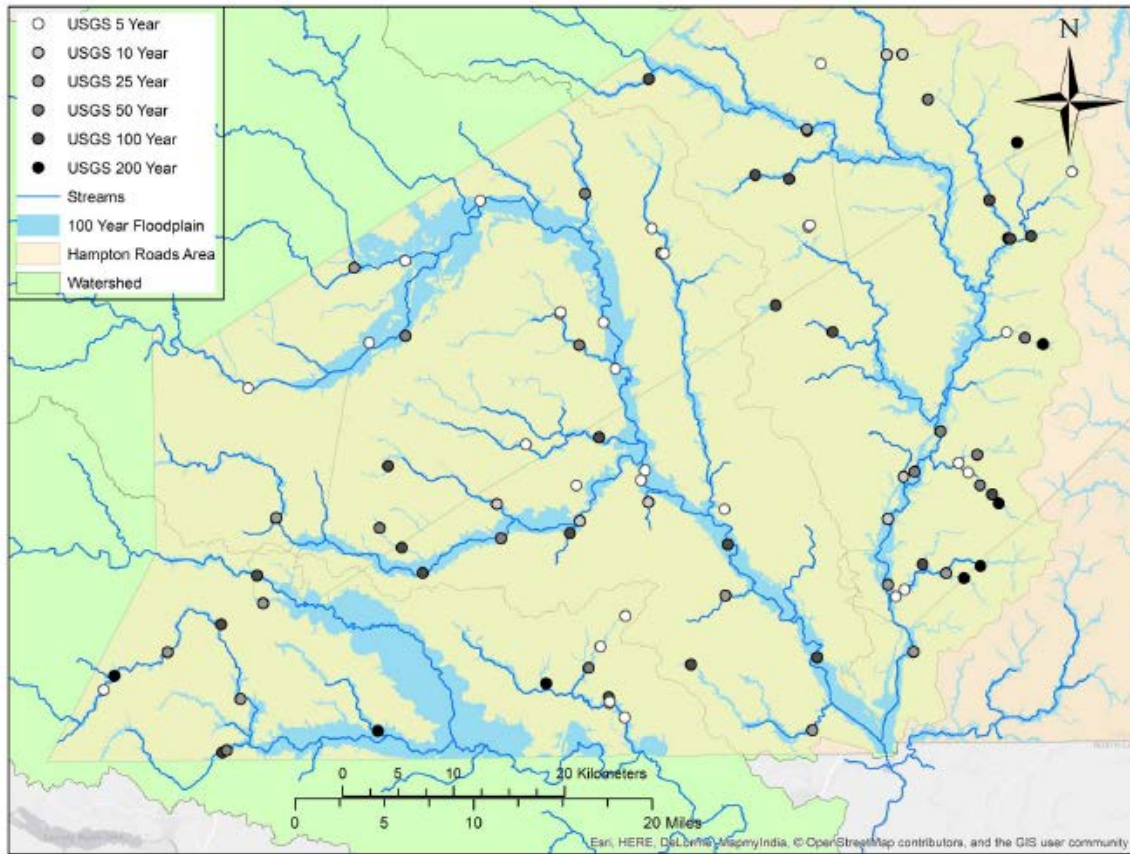 USGS 5 Year
USGS 10 Year
USGS 25 Year
USGS 50 Year
USGS 100 Year
USGS 200 Year
Streams
100 Year Floodplain
Hampton Roads Area
Watershed
N
0 5 10 20 Kilometers
0 5 10 20 Miles
Esri, HERE, DeLorme, MapmyIndia, © OpenStreetMap contributors, and the GIS user community